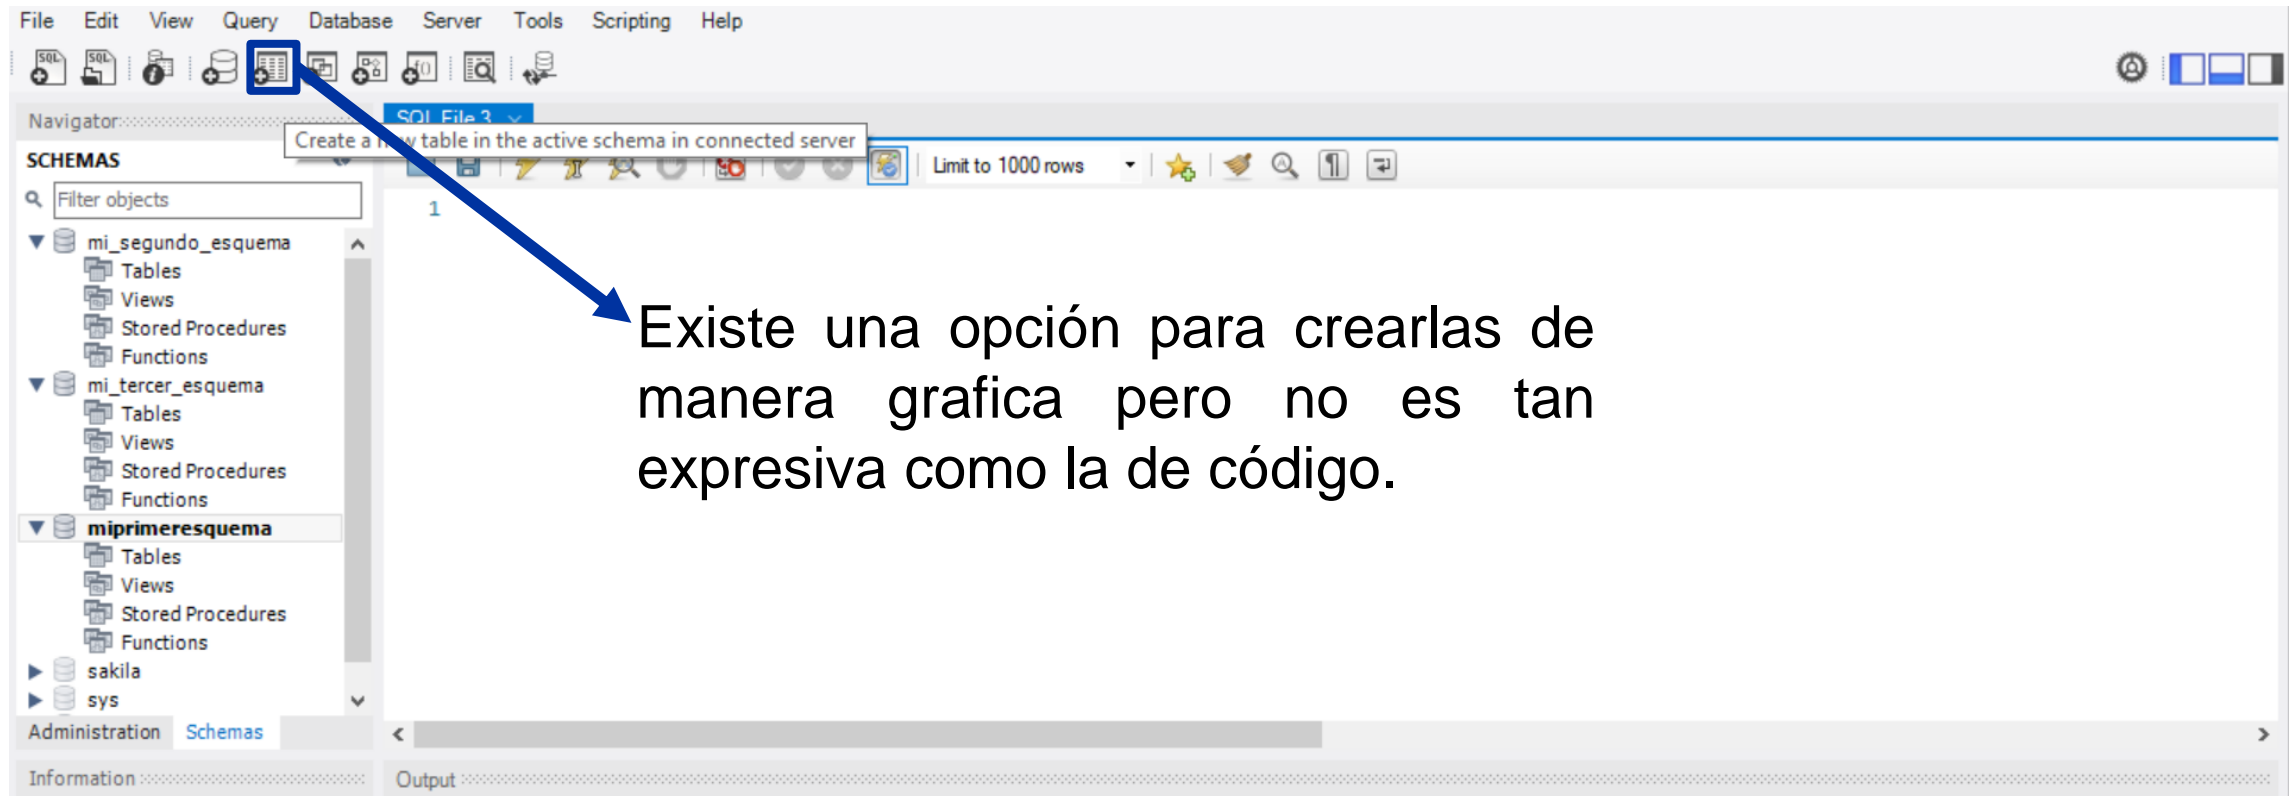 File Edit View Query Database Server Tools Scripting Help
SQL SQL
Navigator
SQL File 3
Create a new table in the active schema in connected server
SCHEMAS
Limit to 1000 rows
Filter objects
1
mi_segundo_esquema
Tables
Views
Stored Procedures
Functions
mi_tercer_esquema
Tables
Views
Stored Procedures
Functions
miprimeresquema
Tables
Views
Stored Procedures
Functions
sakila
sys
Existe una opción para crearlas de
manera grafica pero no es tan
expresiva como la de código.
Administration Schemas
Information
Output